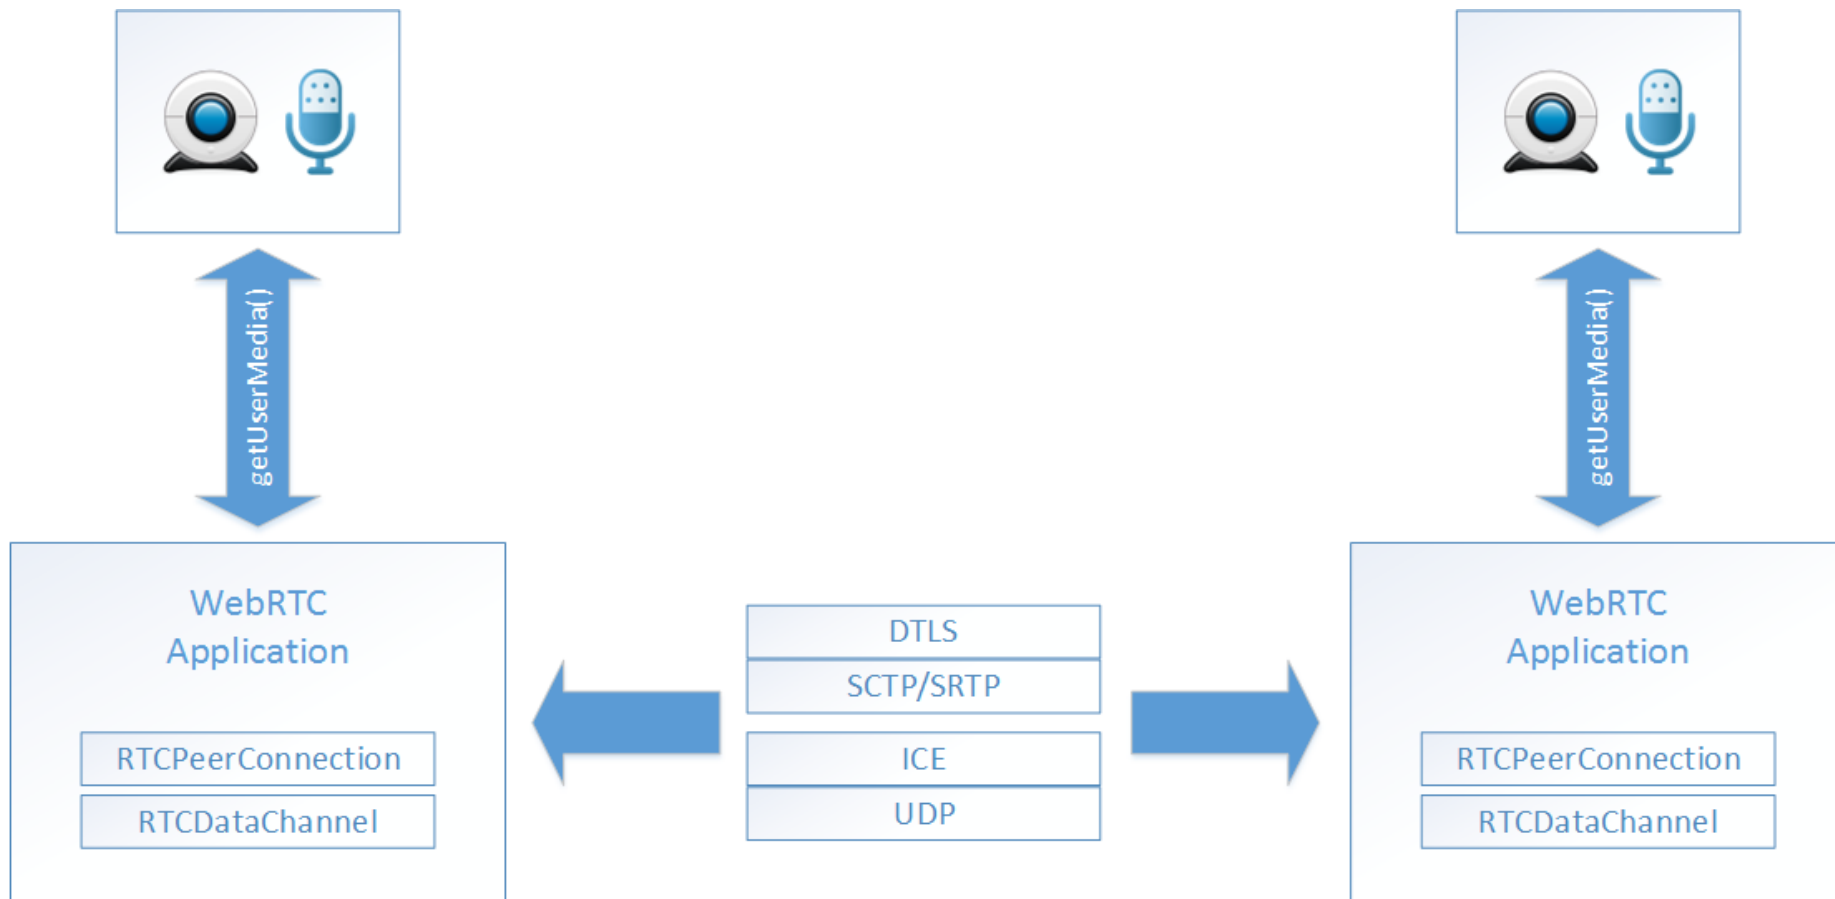 getUserMedia()
getUserMedia()
WebRTC
Application
RTCPeerConnection
RTCDataChannel
DTLS
SCTP/SRTP
ICE
UDP
WebRTC
Application
RTCPeerConnection
RTCDataChannel